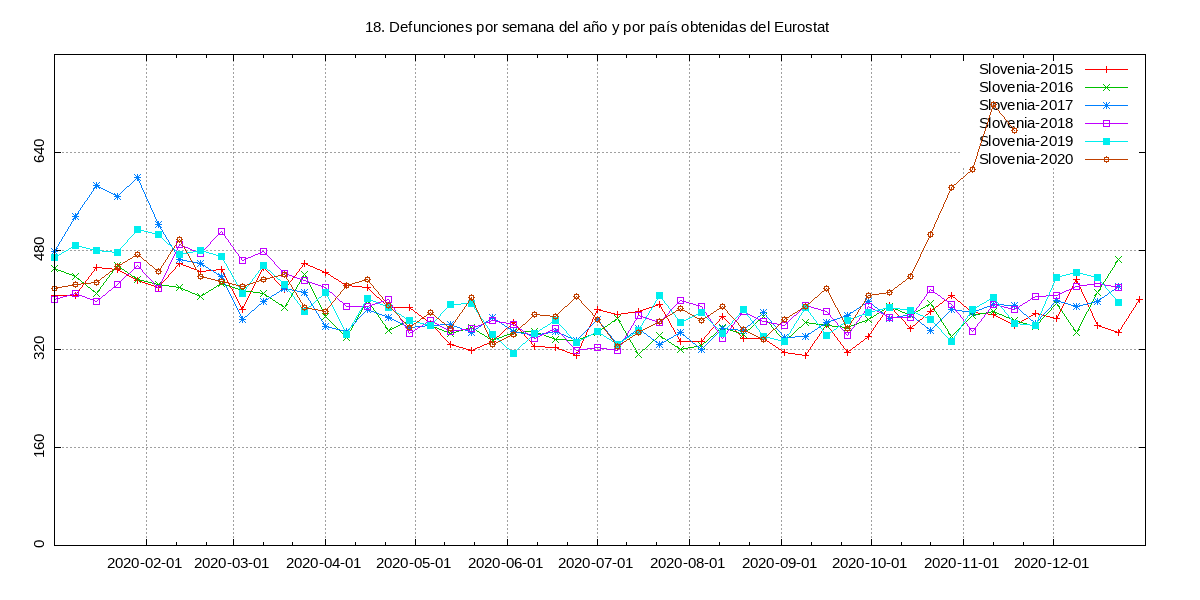 18. Defunciones por semana del año y por país obtenidas del Eurostat
Slovenia-2015
Slovenia-2016
Slovenia-2017
Slovenia-2018
Slovenia-2019
Slovenia-2020
640
480
320
160
0
2020-02-01 2020-03-01 2020-04-01 2020-05-01 2020-06-01 2020-07-01 2020-08-01 2020-09-01 2020-10-01 2020-11-01 2020-12-01